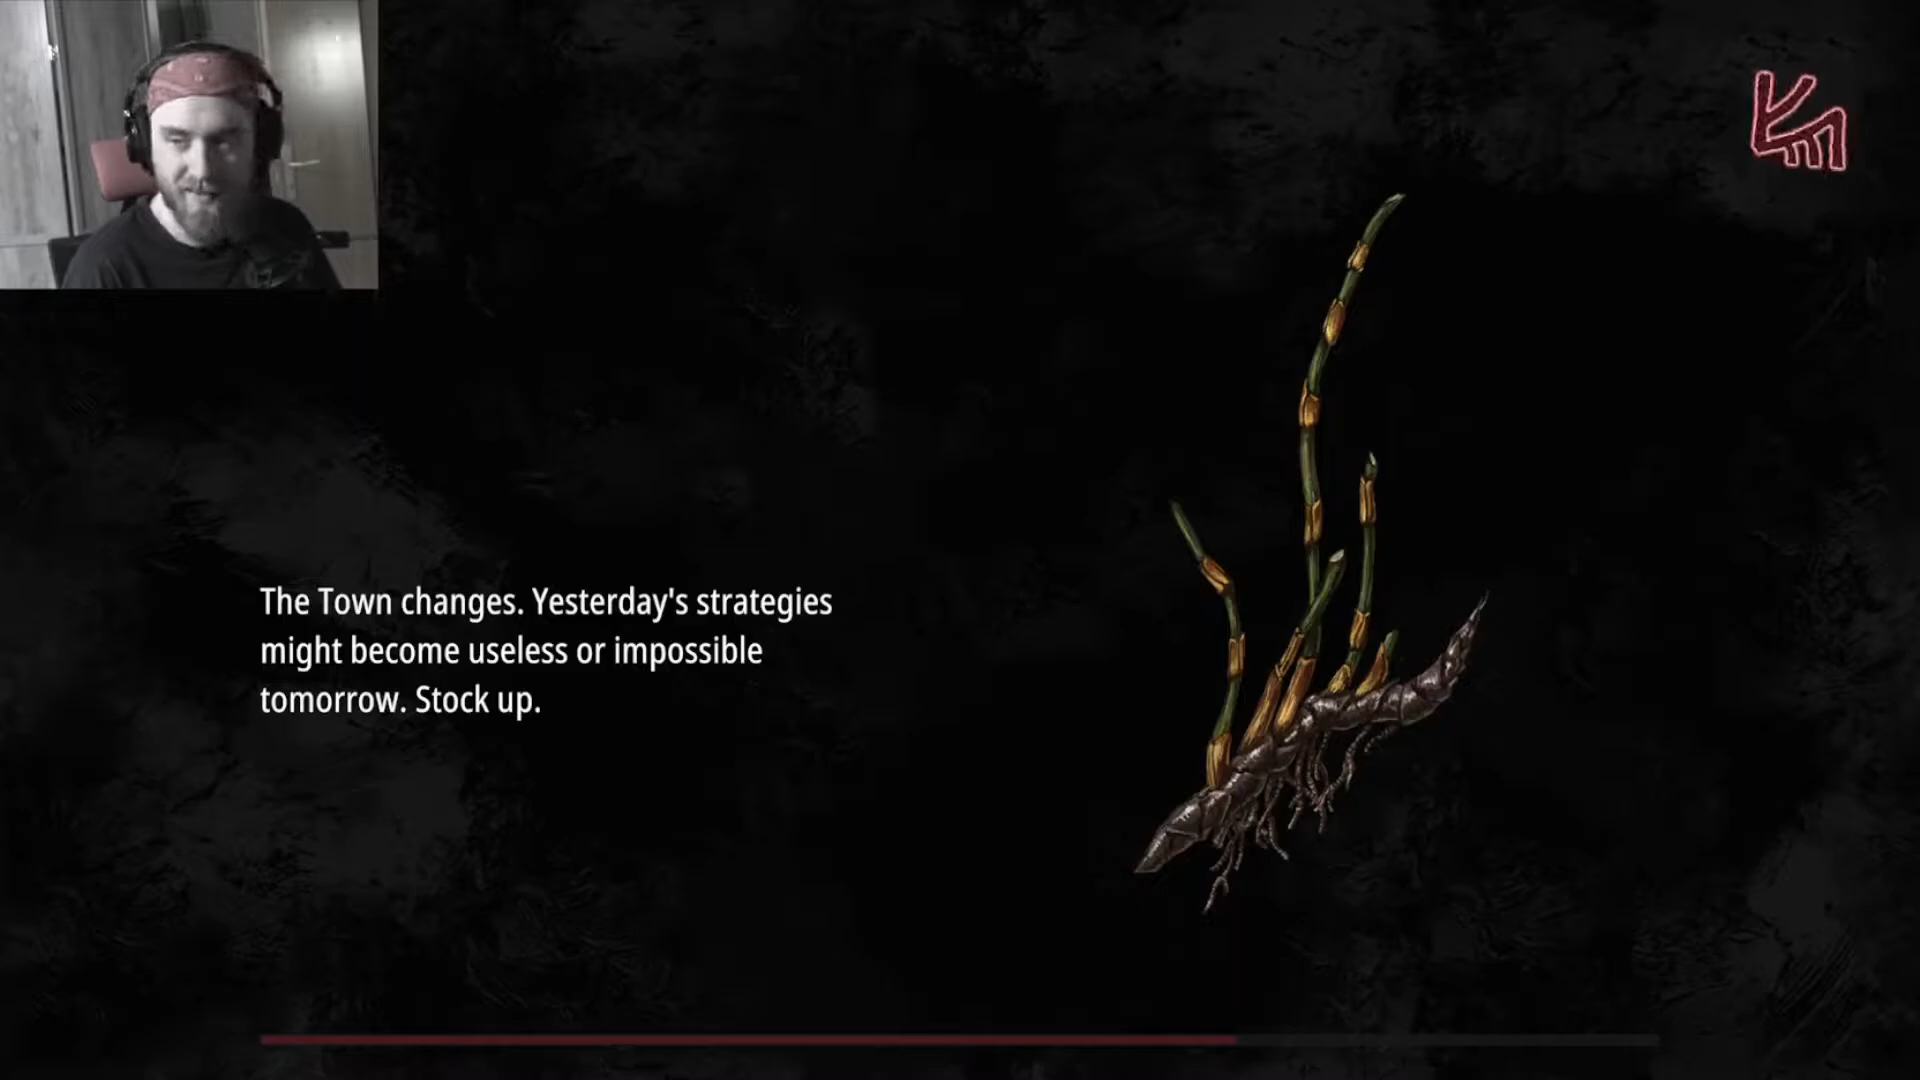 The Town changes. Yesterday's strategies
might become useless or impossible
tomorrow. Stock up.